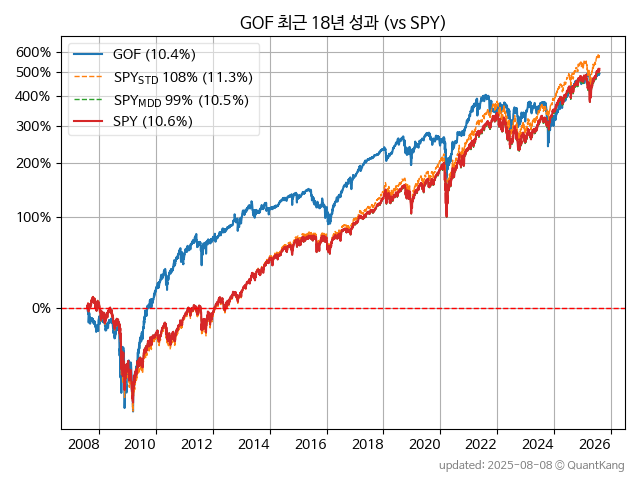 GOF 최근 18년 성과 (vs SPY)
GOF (10.4%)
SPY_STD 108% (11.3%)
SPY_MDD 99% (10.5%)
SPY (10.6%)
600%
500%
400%
300%
200%
100%
0%
2008 2010 2012 2014 2016 2018 2020 2022 2024 2026
updated: 2025-08-08 © QuantKang